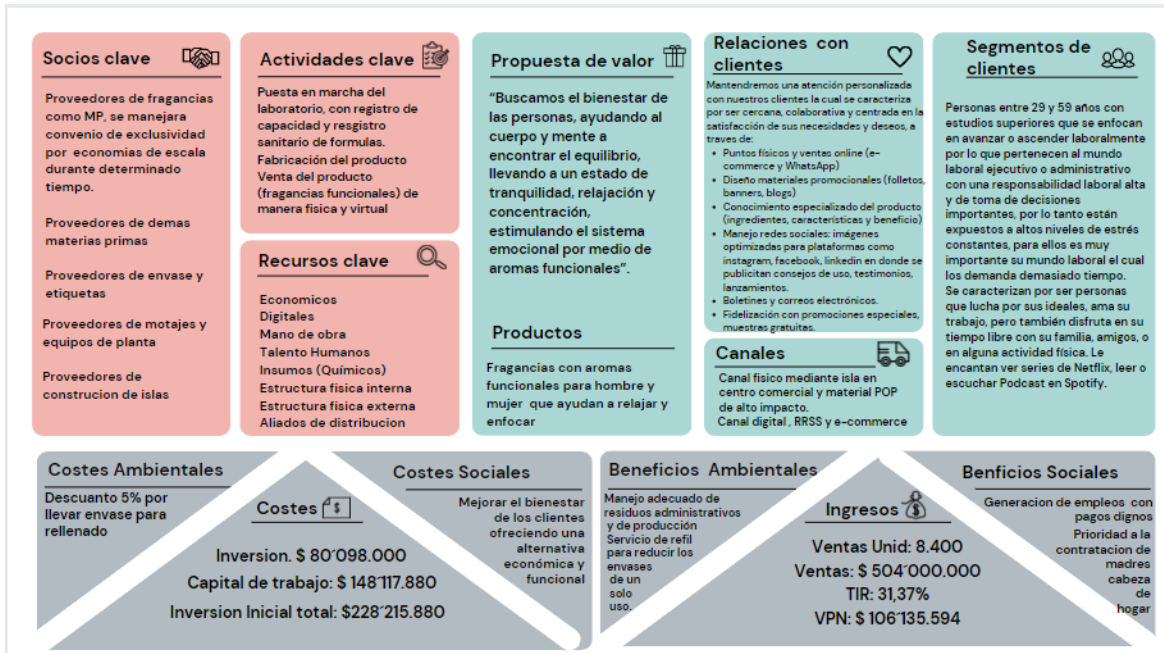 Socios clave
Proveedores de fragancias
como MP, se manejara
convenio de exclusividad
por economias de escala
durante determinado
tiempo.
Proveedores de demas
materias primas
Proveedores de envase y
etiquetas
Proveedores de motajes y
equipos de planta
Proveedores de
construcion de islas
Actividades clave
Puesta en marcha del
laboratorio, con registro de
capacidad y resgistro
sanitario de formulas.
Fabricación del producto
Venta del producto
(fragancias funcionales) de
manera fisica y virtual
Recursos clave
Economicos
Digitales
Mano de obra
Talento Humanos
Insumos (Químicos)
Estructura fisica interna
Estructura fisica externa
Aliados de distribucion
Propuesta de valor
“Buscamos el bienestar de
las personas, ayudando al
cuerpo y mente a
encontrar el equilibrio,
llevando a un estado de
tranquilidad, relajación y
concentración,
estimulando el sistema
emocional por medio de
aromas funcionales”.
Productos
Fragancias con aromas
funcionales para hombre y
mujer que ayudan a relajar y
enfocar
Relaciones con
clientes
Mantendremos una atención personalizada
con nuestros clientes la cual se caracteriza
por ser cercana, colaborativa y centrada en la
satisfacción de sus necesidades y deseos, a
traves de:
• Puntos físicos y ventas online (e-
commerce y WhatsApp)
• Diseño materiales promocionales (folletos,
banners, blogs)
• Conocimiento especializado del producto
(ingredientes, características y beneficio)
• Manejo redes sociales: imágenes
optimizadas para plataformas como
instagram, facebook, linkedin en donde se
publicitan consejos de uso, testimonios,
lanzamientos.
• Boletines y correos electrónicos.
• Fidelización con promociones especiales,
muestras gratuitas.
Canales
Canal fisico mediante isla en
centro comercial y material POP
de alto impacto.
Canal digital , RRSS y e-commerce
Segmentos de
clientes
Personas entre 29 y 59 años con
estudios superiores que se enfocan
en avanzar o ascender laboralmente
por lo que pertenecen al mundo
laboral ejecutivo o administrativo
con una responsabilidad laboral alta
y de toma de decisiones
importantes, por lo tanto están
expuestos a altos niveles de estrés
constantes, para ellos es muy
importante su mundo laboral el cual
los demanda demasiado tiempo.
Se caracterizan por ser personas
que lucha por sus ideales, ama su
trabajo, pero también disfruta en su
tiempo libre con su familia, amigos, o
en alguna actividad física. Le
encantan ver series de Netflix, leer o
escuchar Podcast en Spotify.
Costes Ambientales
Descuanto 5% por
llevar envase para
rellenado
Costes $
Inversion. $ 80´098.000
Capital de trabajo: $ 148´117.880
Inversion Inicial total: $228´215.880
Costes Sociales
Mejorar el bienestar
de los clientes
ofreciendo una
alternativa
económica y
funcional
Beneficios Ambientales
Manejo adecuado de
residuos administrativos
y de producción
Servicio de refil
para reducir los
envases
de un
solo
uso.
Ingresos $
Ventas Unid: 8.400
Ventas: $ 504´000.000
TIR: 31,37%
VPN: $ 106´135.594
Benficios Sociales
Generacion de empleos con
pagos dignos
Prioridad a la
contratacion de
madres
cabeza
de
hogar